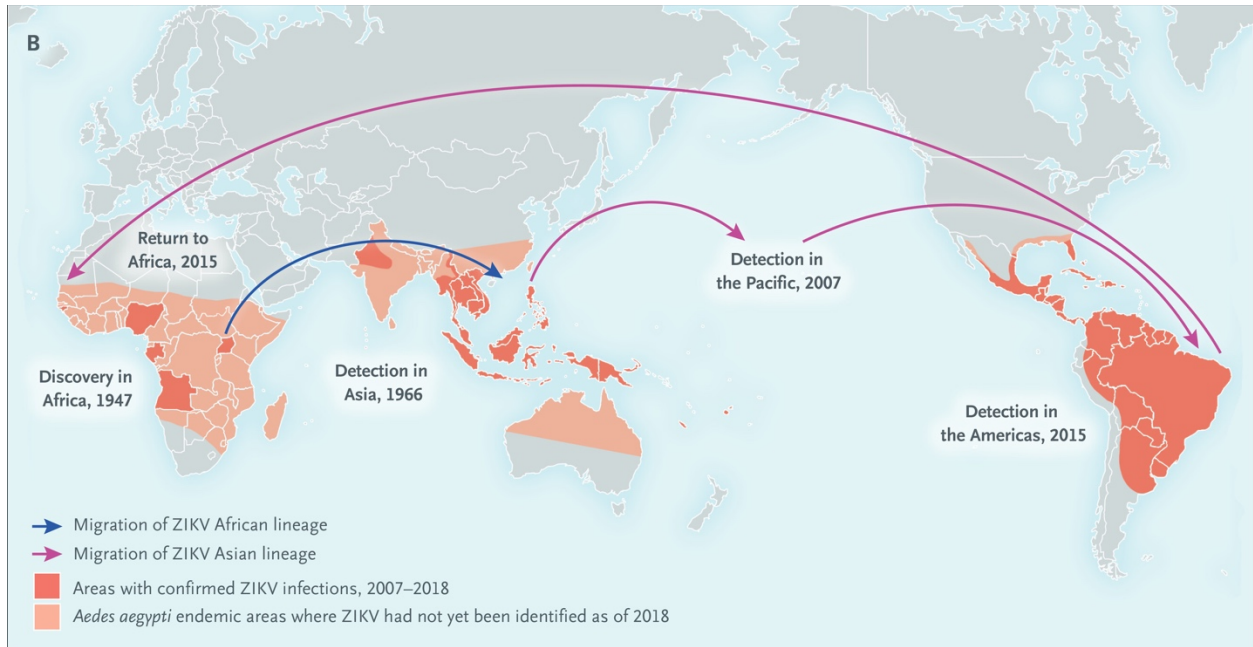 B
Return to
Africa, 2015
Detection in
the Pacific, 2007
Discovery in
Africa, 1947
Detection in
Asia, 1966
Detection in
the Americas, 2015
Migration of ZIKV African lineage
Migration of ZIKV Asian lineage
Areas with confirmed ZIKV infections, 2007–2018
Aedes aegypti endemic areas where ZIKV had not yet been identified as of 2018